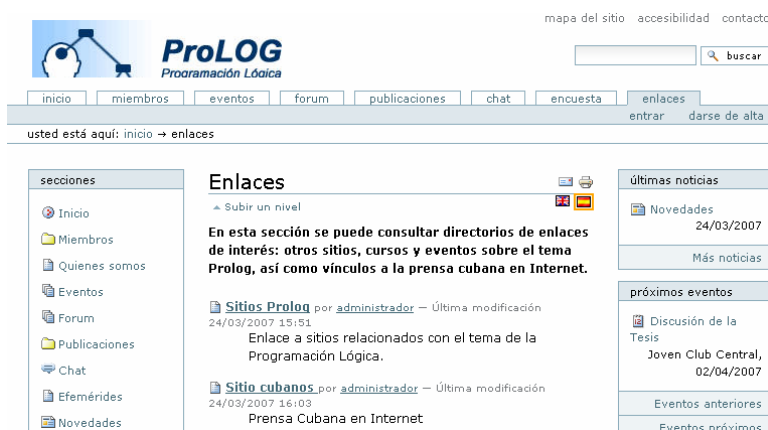 mapa del sitio accesibilidad contacto
ProLOG
Programación Lógica
buscar
inicio miembros eventos forum publicaciones chat encuesta enlaces
entrar darse de alta
usted está aquí: inicio → enlaces
secciones
Inicio
Miembros
Quienes somos
Eventos
Forum
Publicaciones
Chat
Efemérides
Novedades
Enlaces
Subir un nivel
En esta sección se puede consultar directorios de enlaces
de interés: otros sitios, cursos y eventos sobre el tema
Prolog, así como vínculos a la prensa cubana en Internet.
Sitios Prolog por administrador — Última modificación
24/03/2007 15:51
Enlace a sitios relacionados con el tema de la
Programación Lógica.
Sitio cubanos por administrador — Última modificación
24/03/2007 16:03
Prensa Cubana en Internet
últimas noticias
Novedades
24/03/2007
Más noticias
próximos eventos
Discusión de la
Tesis
Joven Club Central,
02/04/2007
Eventos anteriores
Eventos próximos